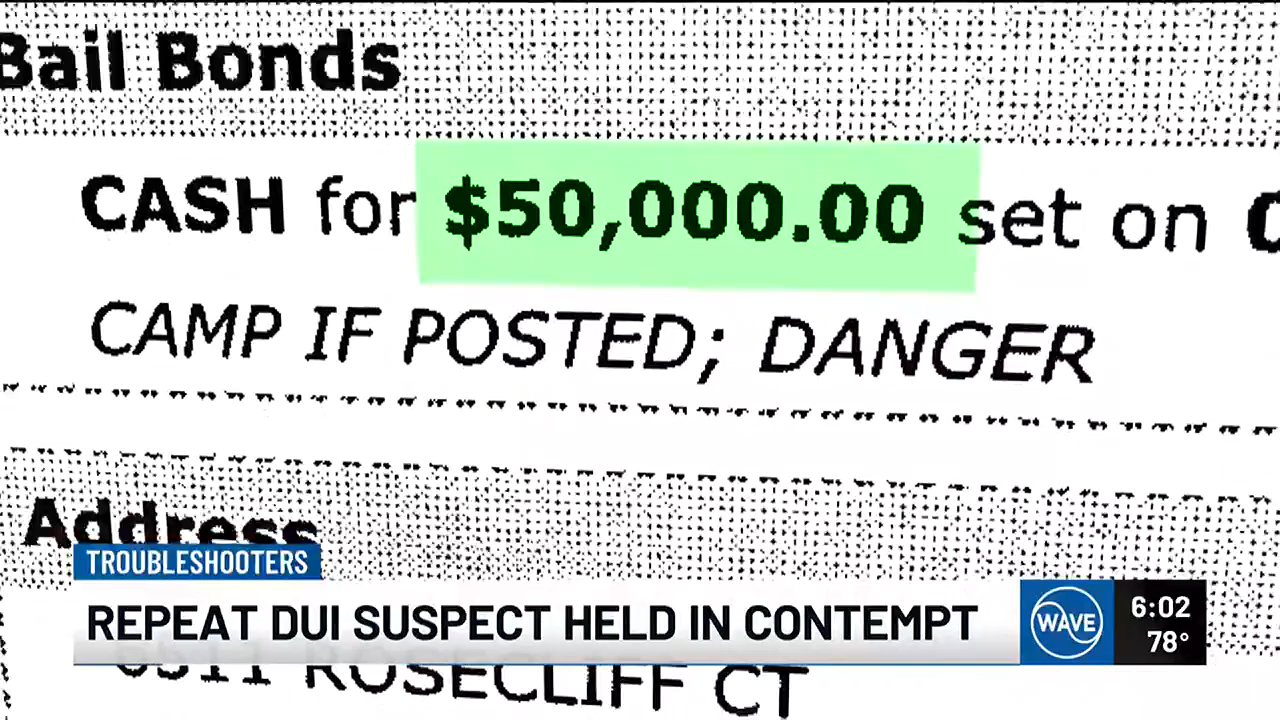 Bail Bonds
CASH for $50,000.00 set on
CAMP IF POSTED; DANGER
Address
TROUBLESHOOTERS
REPEAT DUI SUSPECT HELD IN CONTEMPT
WAVE
6:02
78°
ROSECLIFF CT